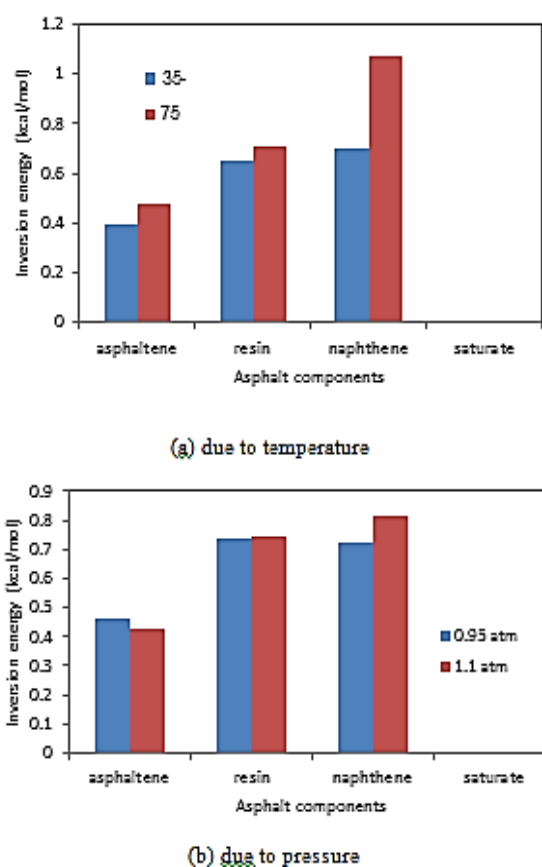 1.2
1
0.8
0.6
0.4
0.2
0
Inversion energy (kcal/mol)
35-
75
asphaltene resin naphthene saturate
Asphalt components
(a) due to temperature
0.9
0.8
0.7
0.6
0.5
0.4
0.3
0.2
0.1
0
Inversion energy (kcal/mol)
0.95 atm
1.1 atm
asphaltene resin naphthene saturate
Asphalt components
(b) due to pressure